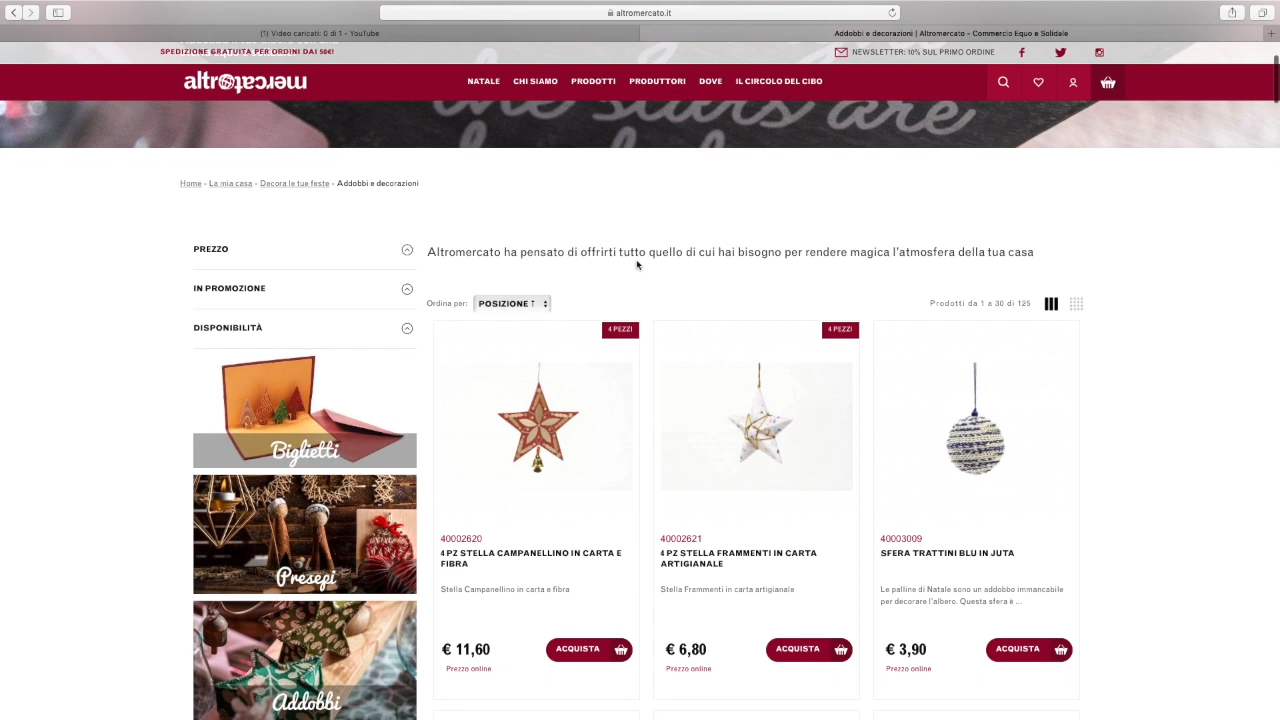 altromercato.it
(1) Video caricati: 0 di 1 - YouTube
Addobbi e decorazioni | Altromercato - Commercio Equo e Solidale
SPEDIZIONE GRATUITA PER ORDINI DAI 50€!
NEWSLETTER: 10% SUL PRIMO ORDINE
altromercato
NATALE CHI SIAMO PRODOTTI PRODUTTORI DOVE IL CIRCOLO DEL CIBO
the stars are
Home - La mia casa - Decora le tue feste - Addobbi e decorazioni
PREZZO
IN PROMOZIONE
DISPONIBILITÀ
Biglietti
Presepi
Addobbi
Altromercato ha pensato di offrirti tutto quello di cui hai bisogno per rendere magica l'atmosfera della tua casa
Ordina per: POSIZIONE ↑
Prodotti da 1 a 30 di 125
4 PEZZI
40002620
4 PZ STELLA CAMPANELLINO IN CARTA E
FIBRA
Stella Campanellino in carta e fibra
€ 11,60
ACQUISTA
Prezzo online
4 PEZZI
40002621
4 PZ STELLA FRAMMENTI IN CARTA
ARTIGIANALE
Stella Frammenti in carta artigianale
€ 6,80
ACQUISTA
Prezzo online
40003009
SFERA TRATTINI BLU IN JUTA
Le palline di Natale sono un addobbo immancabile
per decorare l'albero. Questa sfera è ...
€ 3,90
ACQUISTA
Prezzo online